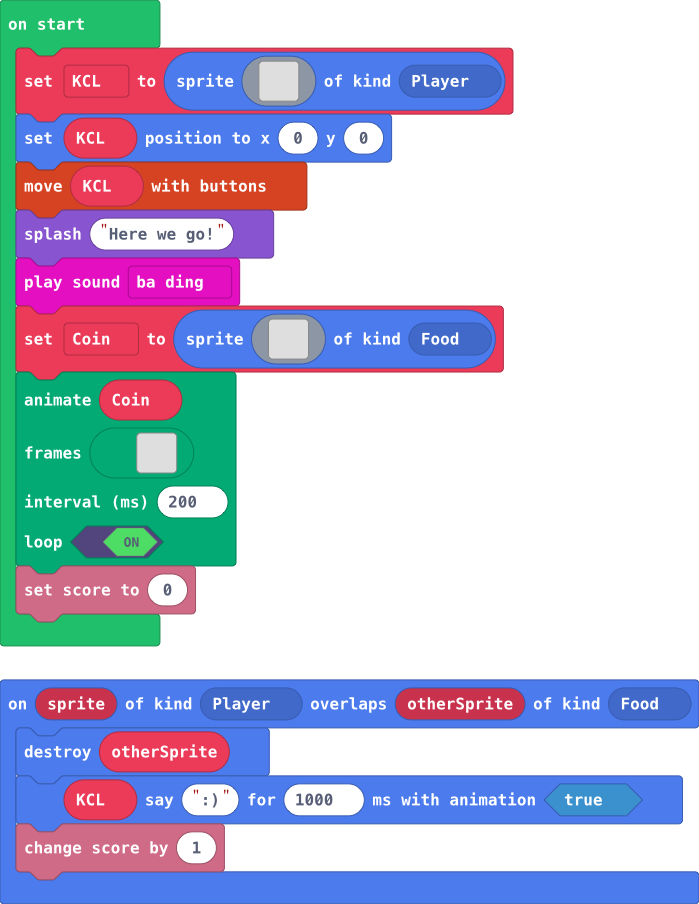 on start
set KCL to sprite of kind Player
set KCL position to x 0 y 0
move KCL with buttons
splash "Here we go!"
play sound ba ding
set Coin to sprite of kind Food
animate Coin
frames
interval (ms) 200
loop ON
set score to 0
on sprite of kind Player overlaps otherSprite of kind Food
destroy otherSprite
KCL say ":)" for 1000 ms with animation true
change score by 1